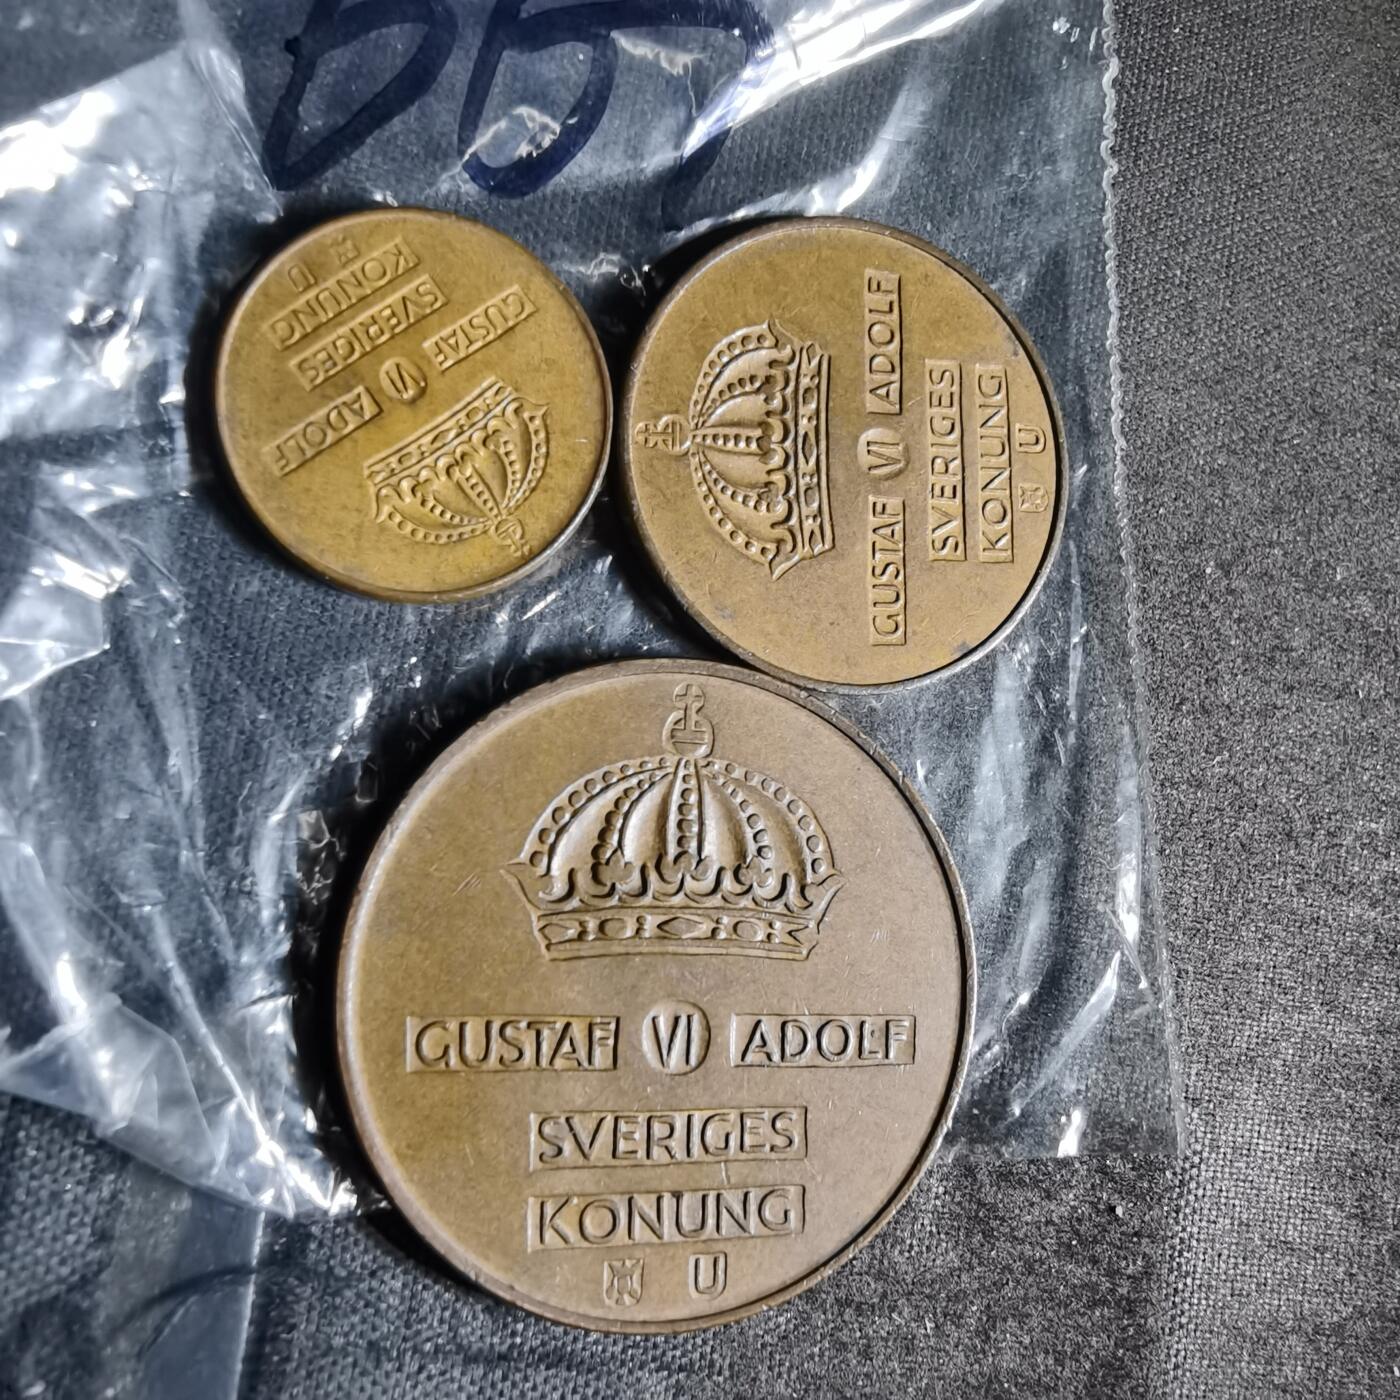 GUSTAF VI ADOLF
SVERIGES
KONUNG
U
GUSTAF VI ADOLF
SVERIGES
KONUNG
U
GUSTAF VI ADOLF
SVERIGES
KONUNG
U